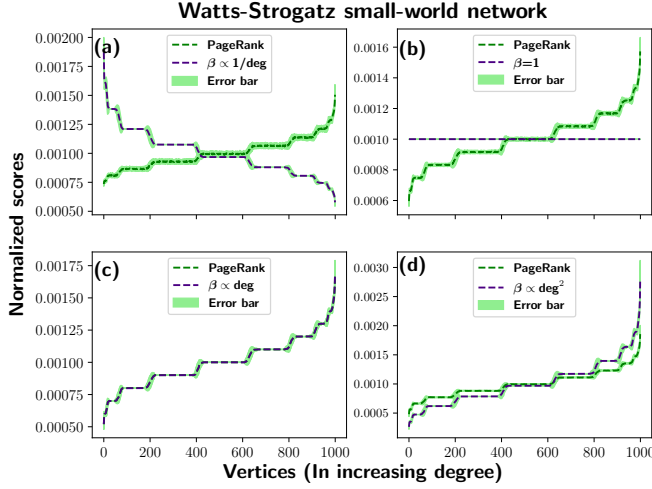 Watts-Strogatz small-world network
Normalized scores
(a)
PageRank
β ∝ 1/deg
Error bar
0.00200
0.00175
0.00150
0.00125
0.00100
0.00075
0.00050
(b)
PageRank
β=1
Error bar
0.0016
0.0014
0.0012
0.0010
0.0008
0.0006
(c)
PageRank
β ∝ deg
Error bar
0.00175
0.00150
0.00125
0.00100
0.00075
0.00050
0 200 400 600 800 1000
(d)
PageRank
β ∝ deg²
Error bar
0.0030
0.0025
0.0020
0.0015
0.0010
0.0005
0 200 400 600 800 1000
Vertices (In increasing degree)